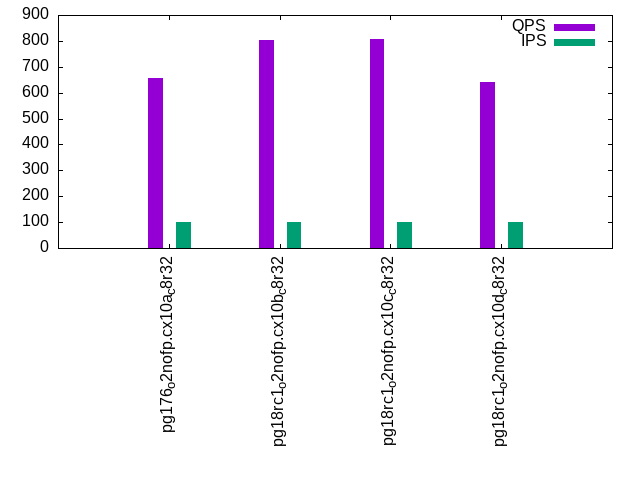 900
800
700
600
500
400
300
200
100
0
QPS
IPS
pg176o2nofp.cx10ac8r32
pg18rc1o2nofp.cx10bc8r32
pg18rc1o2nofp.cx10cc8r32
pg18rc1o2nofp.cx10dc8r32